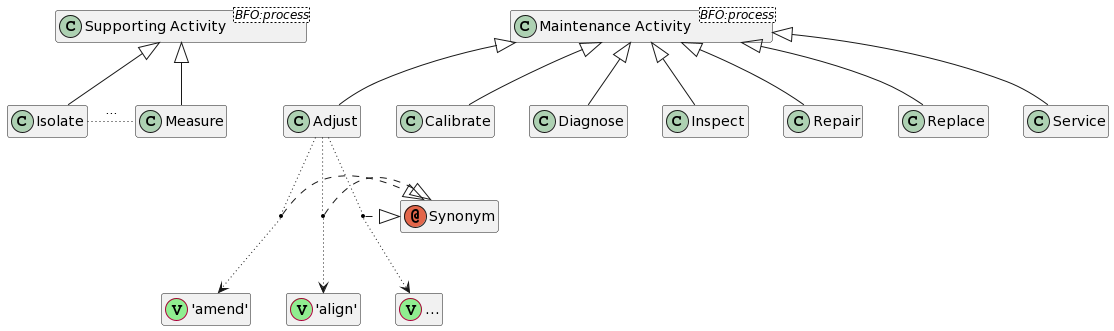 C Supporting Activity BFO:process
C Maintenance Activity BFO:process
C Isolate
...
C Measure
C Adjust
C Calibrate
C Diagnose
C Inspect
C Repair
C Replace
C Service
@ Synonym
V 'amend'
V 'align'
V ...